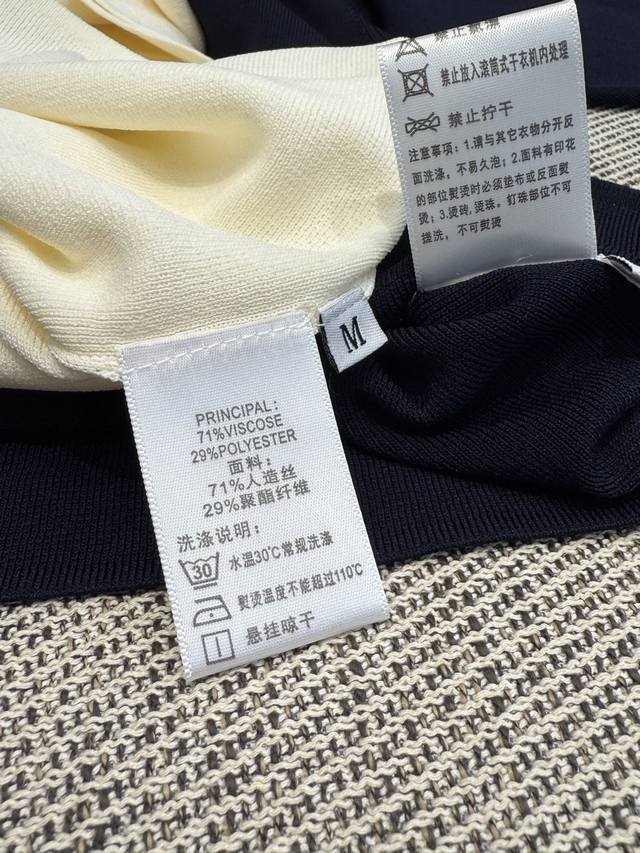 禁止放入滚筒式干衣机内处理
禁止拧干
注意事项：1.请与其它衣物分开反
面洗涤，不易久泡；2.面料有印花
的部位熨烫时必须垫布或反面熨
烫；3.烫砖，烫珠。钉珠部位不可
搓洗，不可熨烫
M
PRINCIPAL:
71%VISCOSE
29%POLYESTER
面料：
71%人造丝
29%聚酯纤维
洗涤说明：
30 水温30℃常规洗涤
熨烫温度不能超过110℃
悬挂晾干